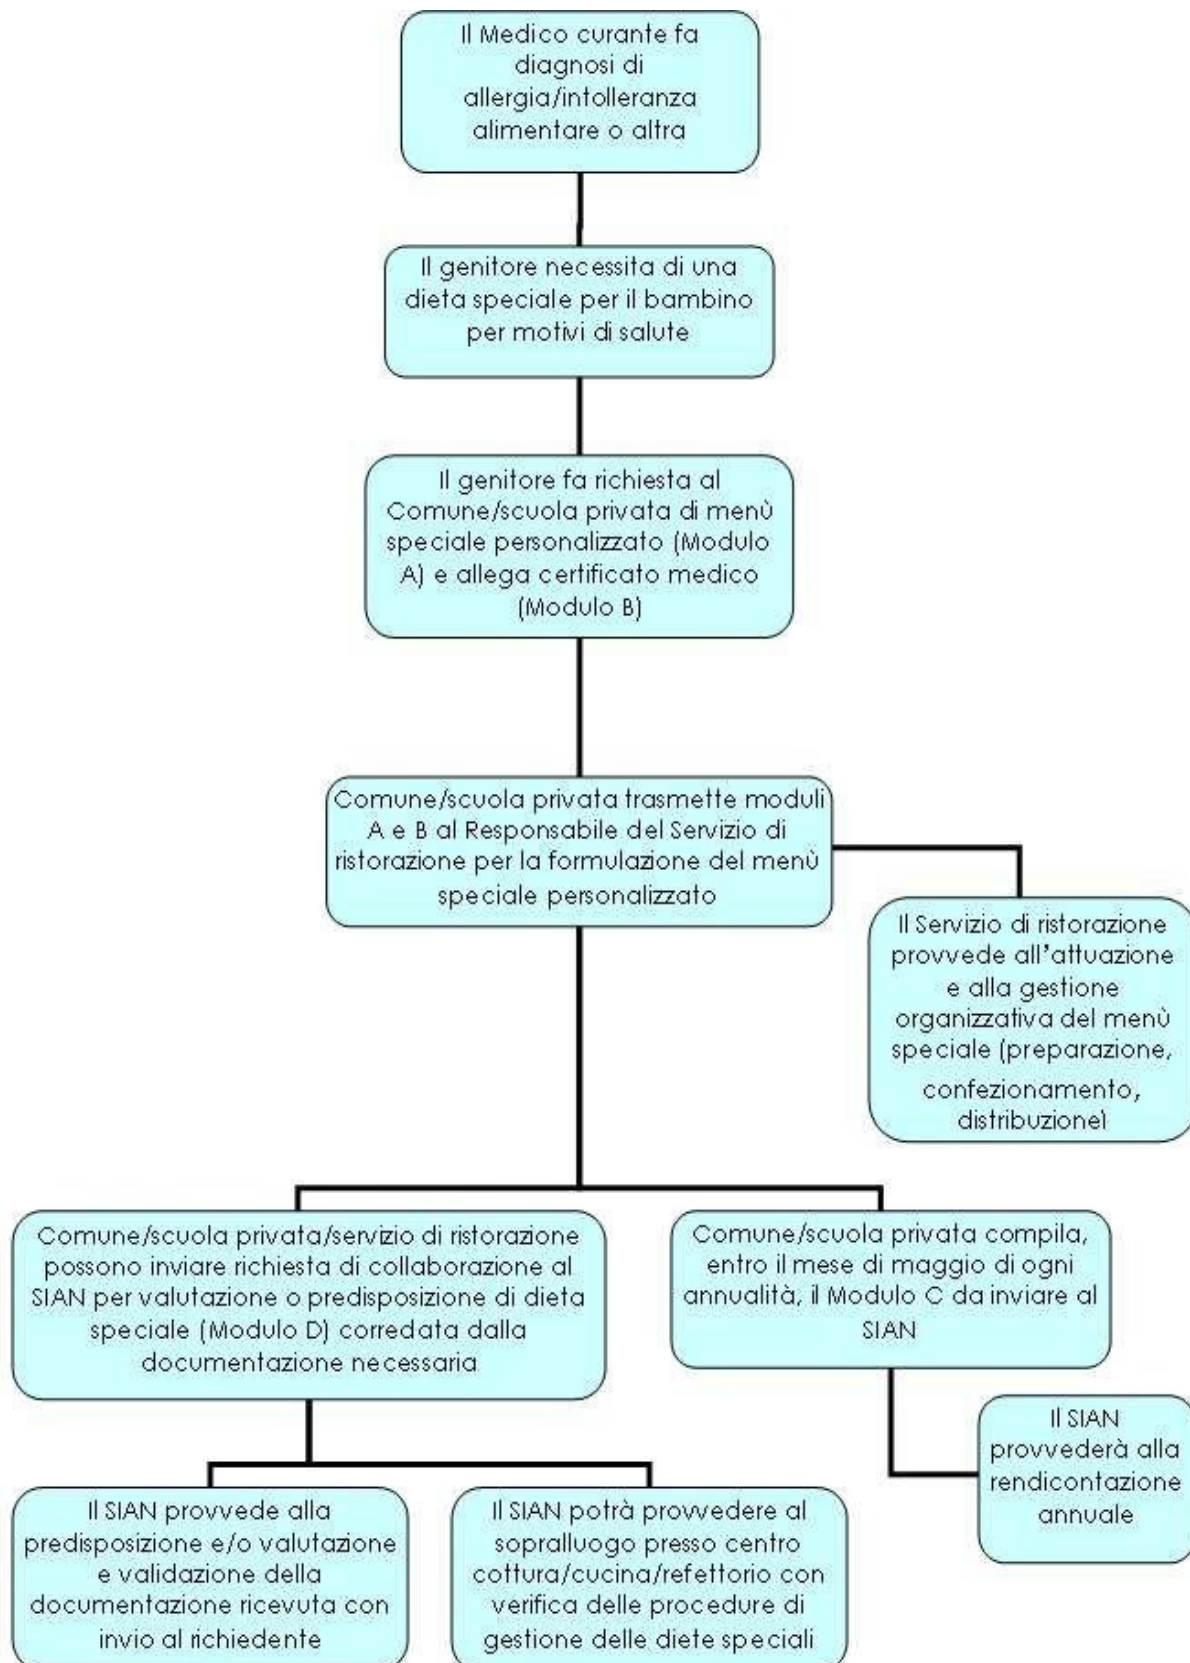 Il Medico curante fa
diagnosi di
allergia/intolleranza
alimentare o altra
Il genitore necessita di una
dieta speciale per il bambino
per motivi di salute
Il genitore fa richiesta al
Comune/scuola privata di menù
speciale personalizzato (Modulo
A) e allega certificato medico
(Modulo B)
Comune/scuola privata trasmette moduli
A e B al Responsabile del Servizio di
ristorazione per la formulazione del menù
speciale personalizzato
Il Servizio di ristorazione
provvede all'attuazione
e alla gestione
organizzativa del menù
speciale (preparazione,
confezionamento,
distribuzione)
Comune/scuola privata/servizio di ristorazione
possono inviare richiesta di collaborazione al
SIAN per valutazione o predisposizione di dieta
speciale (Modulo D) corredata dalla
documentazione necessaria
Comune/scuola privata compila,
entro il mese di maggio di ogni
annualità, il Modulo C da inviare al
SIAN
Il SIAN
provvederà alla
rendicontazione
annuale
Il SIAN provvede alla
predisposizione e/o valutazione
e validazione della
documentazione ricevuta con
invio al richiedente
Il SIAN potrà provvedere al
sopralluogo presso centro
cottura/cucina/refettorio con
verifica delle procedure di
gestione delle diete speciali